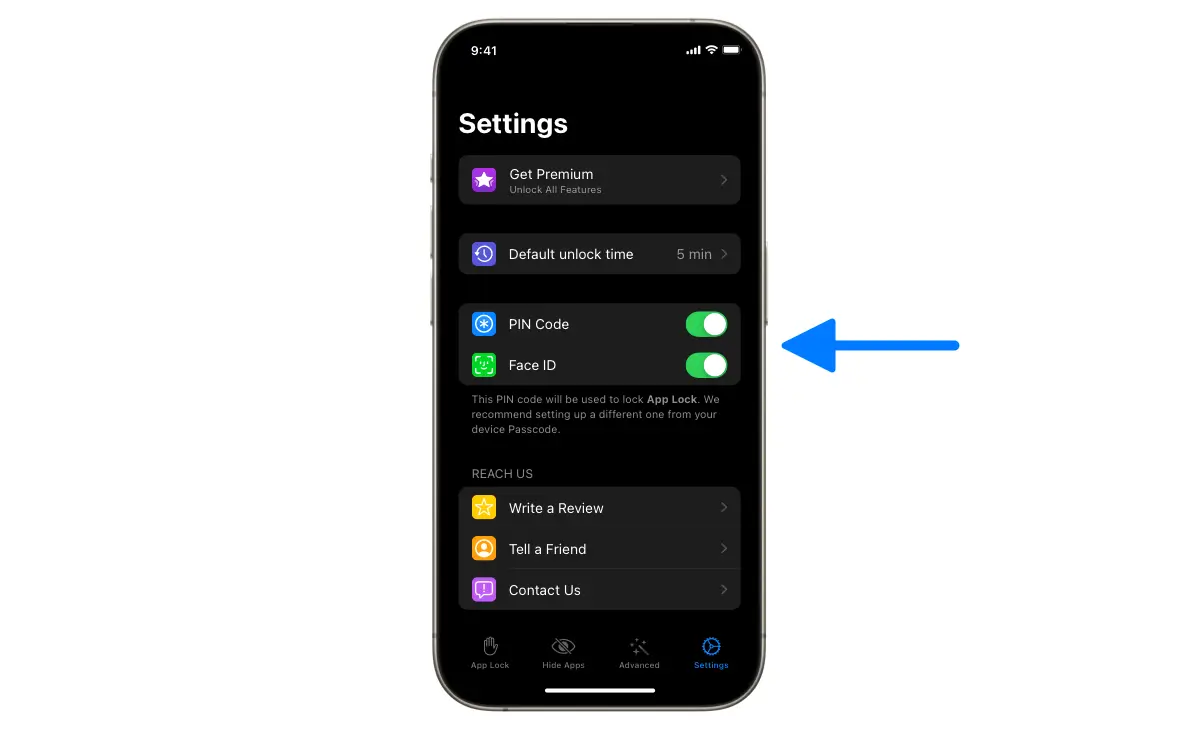 9:41
Settings
Get Premium
Unlock All Features
Default unlock time 5 min
PIN Code
Face ID
This PIN code will be used to lock App Lock. We
recommend setting up a different one from your
device Passcode.
REACH US
Write a Review
Tell a Friend
Contact Us
App Lock Hide Apps Advanced Settings